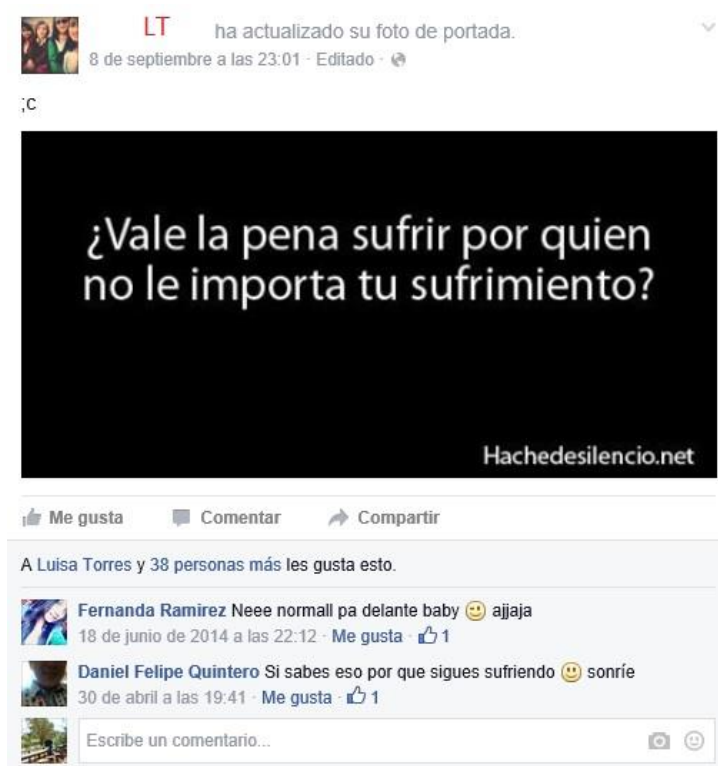 LT ha actualizado su foto de portada.
8 de septiembre a las 23:01 · Editado ·
;c
¿Vale la pena sufrir por quien
no le importa tu sufrimiento?
Hachedesilencio.net
Me gusta Comentar Compartir
A Luisa Torres y 38 personas más les gusta esto.
Fernanda Ramirez Neee normall pa delante baby ajjaja
18 de junio de 2014 a las 22:12 · Me gusta · 1
Daniel Felipe Quintero Si sabes eso por que sigues sufriendo sonríe
30 de abril a las 19:41 · Me gusta · 1
Escribe un comentario...